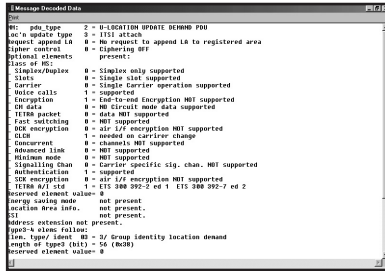 Message Decoded Data
Print
MM: pdu_type 2 = U-LOCATION UPDATE DEMAND PDU
Loc'n update type 3 = ITSI attach
Request append LA 0 = No request to append LA to registered area
Cipher control 0 = Ciphering OFF
Optional elements present:
Class of MS:
_ Simplex/Duplex 0 = Simplex only supported
_ Slots 0 = Single slot supported
_ Carrier 0 = Single Carrier operation supported
_ Voice calls 1 = supported
_ Encryption 1 = End-to-end Encryption NOT supported
_ CM data 0 = NO Circuit mode data supported
_ TETRA packet 0 = data NOT supported
_ Fast switching 0 = NOT supported
_ DCK encryption 0 = air i/f encryption NOT supported
_ CLCH 1 = needed on carrirer change
_ Concurrent 0 = channels NOT supported
_ Advanced link 0 = NOT supported
_ Minimum mode 0 = NOT supported
_ Signalling Chan 0 = Carrier specific sig. chan. NOT supported
_ Authentication 1 = supported
_ SCK encryption 0 = air i/f encryption NOT supported
_ TETRA A/I std 1 = ETS 300 392-2 ed 1 ETS 300 392-7 ed 2
Reserved element value= 0
Energy saving mode not present
Location Area info. not present.
SSI not present.
Address extension not present.
Type3-4 elems follow:
Elem. type/ ident 03 = 3/ Group identity location demand
Length of type3 (bit) = 56 (0x38)
Reserved element value= 0